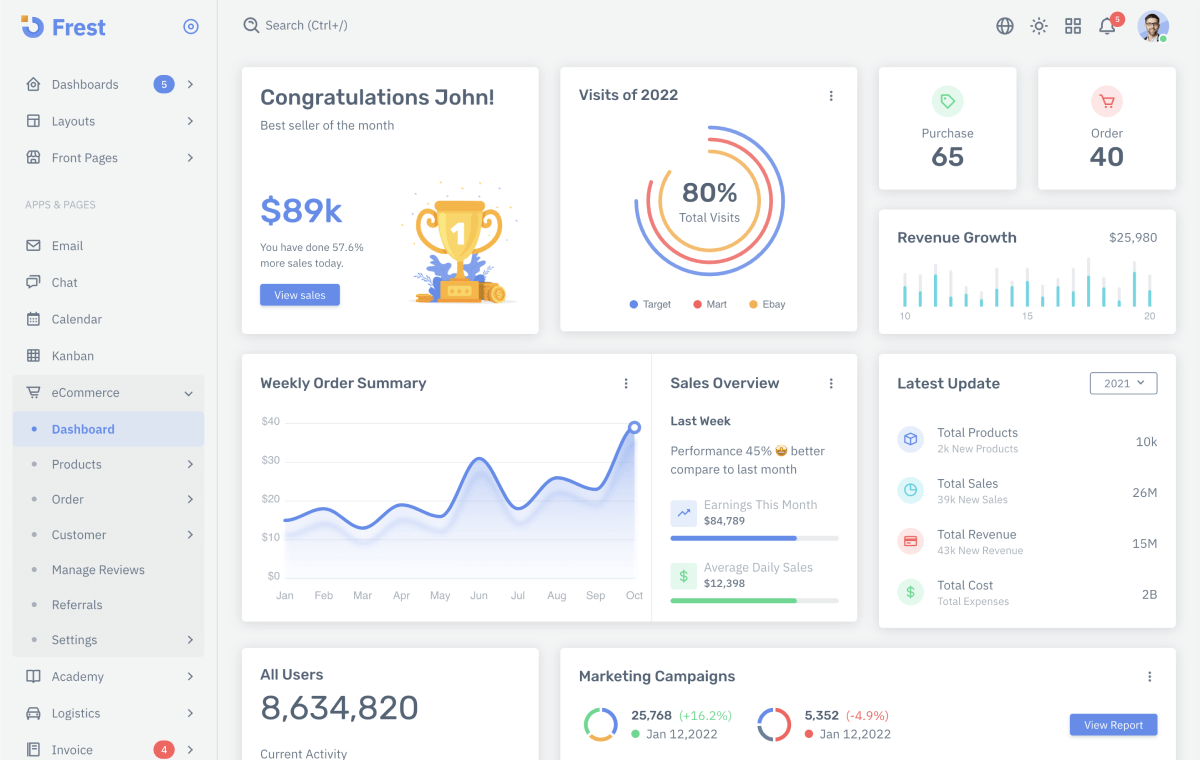 Frest
Dashboards 5
Layouts
Front Pages
APPS & PAGES
Email
Chat
Calendar
Kanban
eCommerce
Dashboard
Products
Order
Customer
Manage Reviews
Referrals
Settings
Academy
Logistics
Invoice 4
Search (Ctrl+/)
5
Congratulations John!
Best seller of the month
$89k
You have done 57.6%
more sales today.
View sales
1
Visits of 2022
80%
Total Visits
Target Mart Ebay
Purchase
65
Order
40
Revenue Growth $25,980
10 15 20
Weekly Order Summary
$40
$30
$20
$10
$0
Jan Feb Mar Apr May Jun Jul Aug Sep Oct
Sales Overview
Last Week
Performance 45% 🤩 better
compare to last month
Earnings This Month
$84,789
$
Average Daily Sales
$12,398
Latest Update 2021
Total Products
2k New Products
10k
Total Sales
39k New Sales
26M
Total Revenue
43k New Revenue
15M
$
Total Cost
Total Expenses
2B
All Users
8,634,820
Current Activity
Marketing Campaigns
25,768 (+16.2%)
Jan 12,2022
5,352 (-4.9%)
Jan 12,2022
View Report